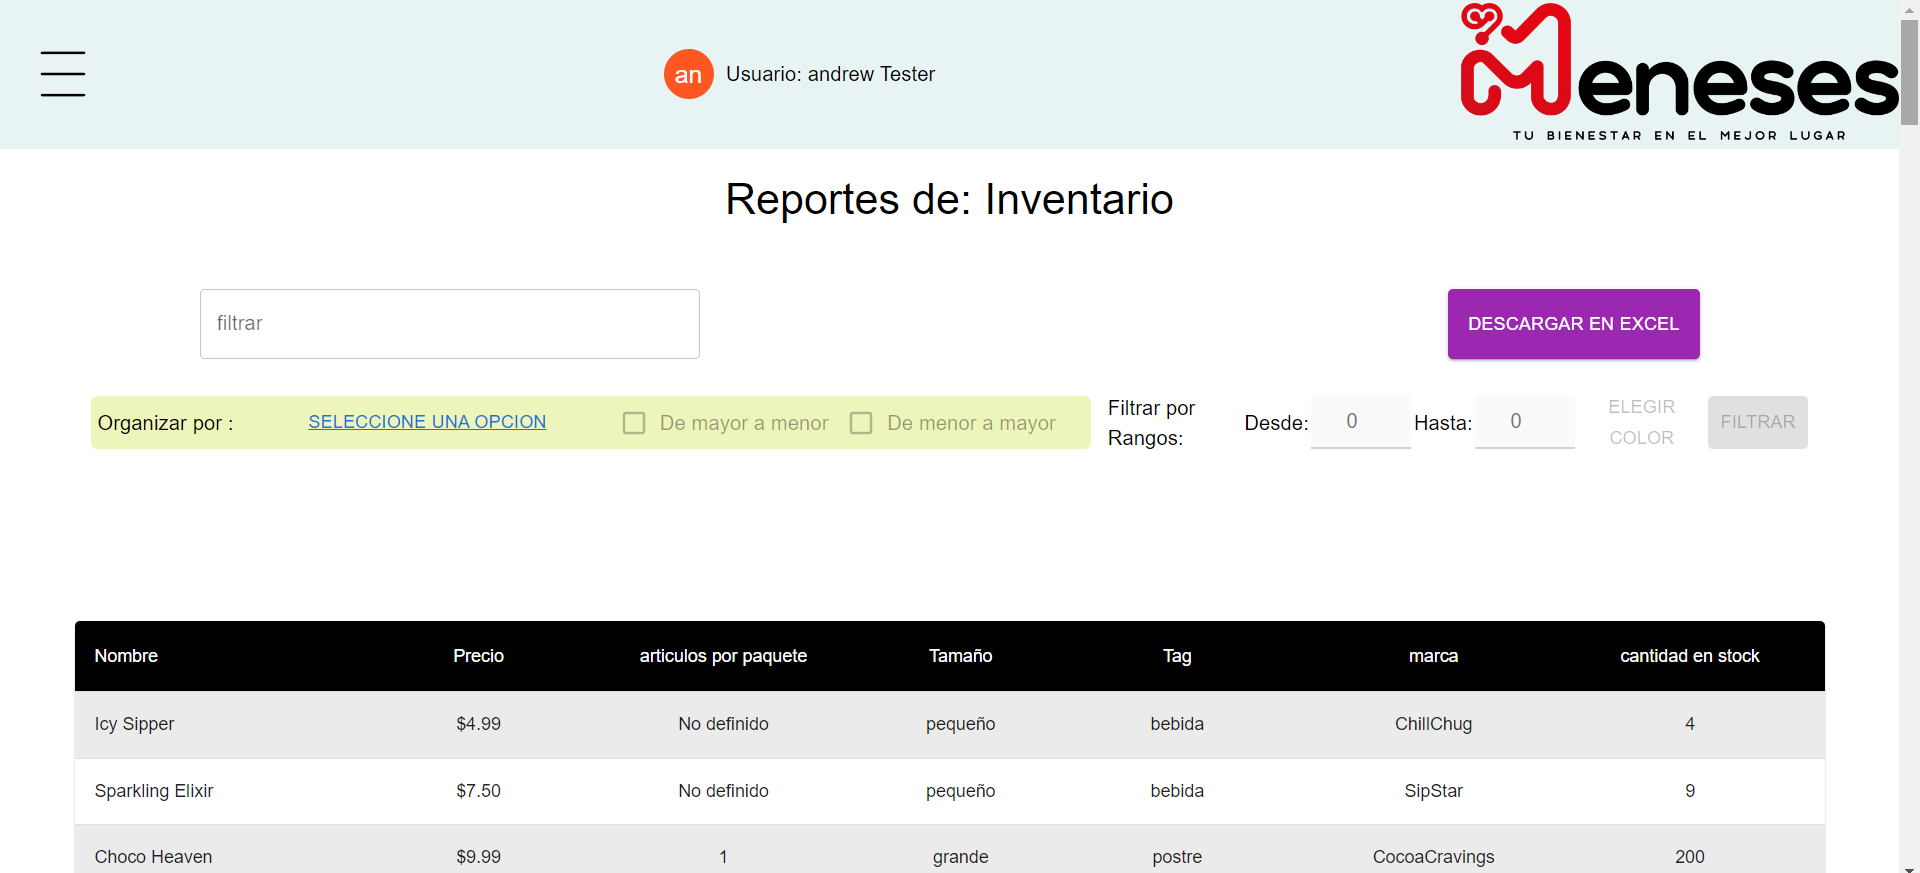 an Usuario: andrew Tester
Meneses
TU BIENESTAR EN EL MEJOR LUGAR
Reportes de: Inventario
filtrar
DESCARGAR EN EXCEL
Organizar por : SELECCIONE UNA OPCION De mayor a menor De menor a mayor
Filtrar por
Rangos:
Desde: 0 Hasta: 0
ELEGIR
COLOR
FILTRAR
Nombre Precio articulos por paquete Tamaño Tag marca cantidad en stock
Icy Sipper $4.99 No definido pequeño bebida ChillChug 4
Sparkling Elixir $7.50 No definido pequeño bebida SipStar 9
Choco Heaven $9.99 1 grande postre CocoaCravings 200